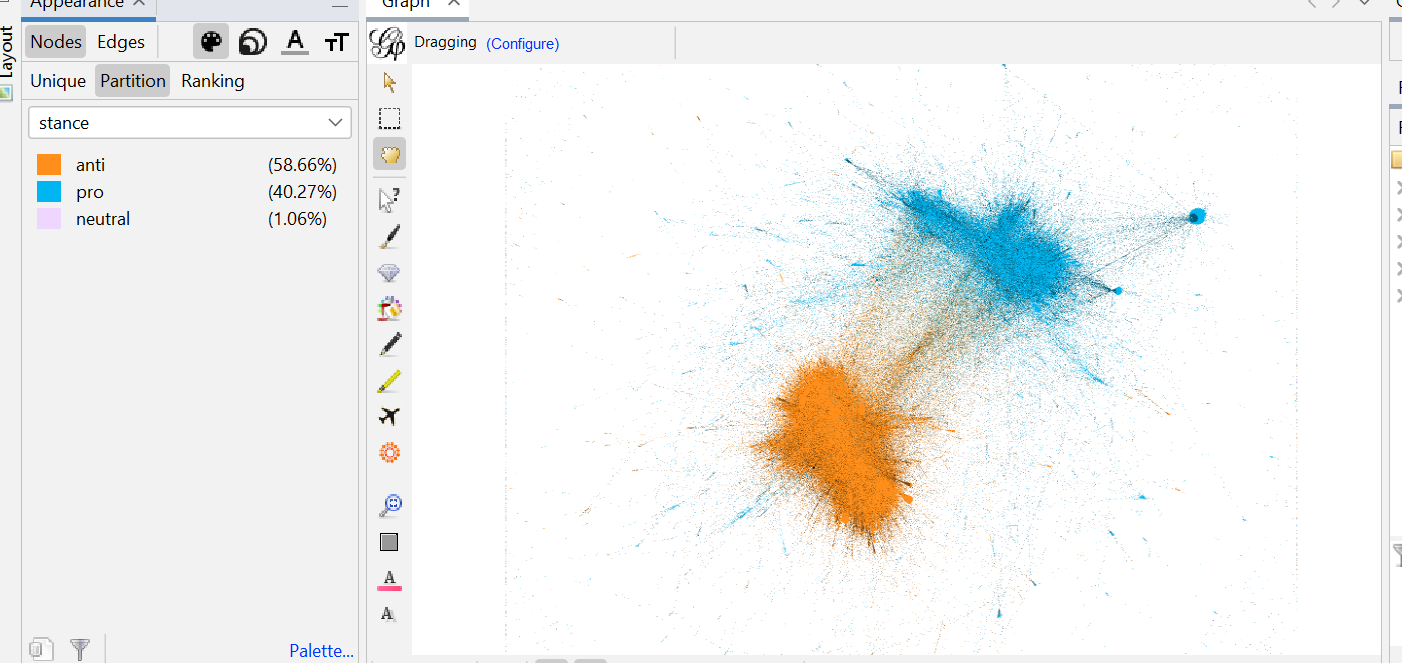 Appearance
Graph
Layout
Nodes Edges
A
TT
Dragging (Configure)
Unique Partition Ranking
stance
anti (58.66%)
pro (40.27%)
neutral (1.06%)
?
A
A
Palette...